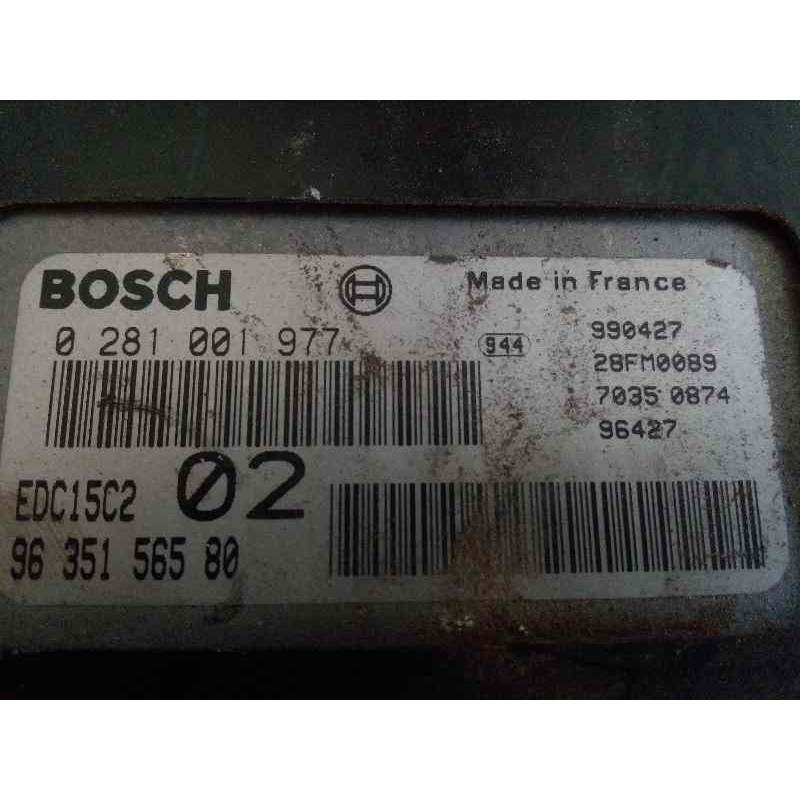 BOSCH
Made in France
0 281 001 977
944
990427
28FM0089
7035 0874
96427
EDC15C2
02
96 351 565 80